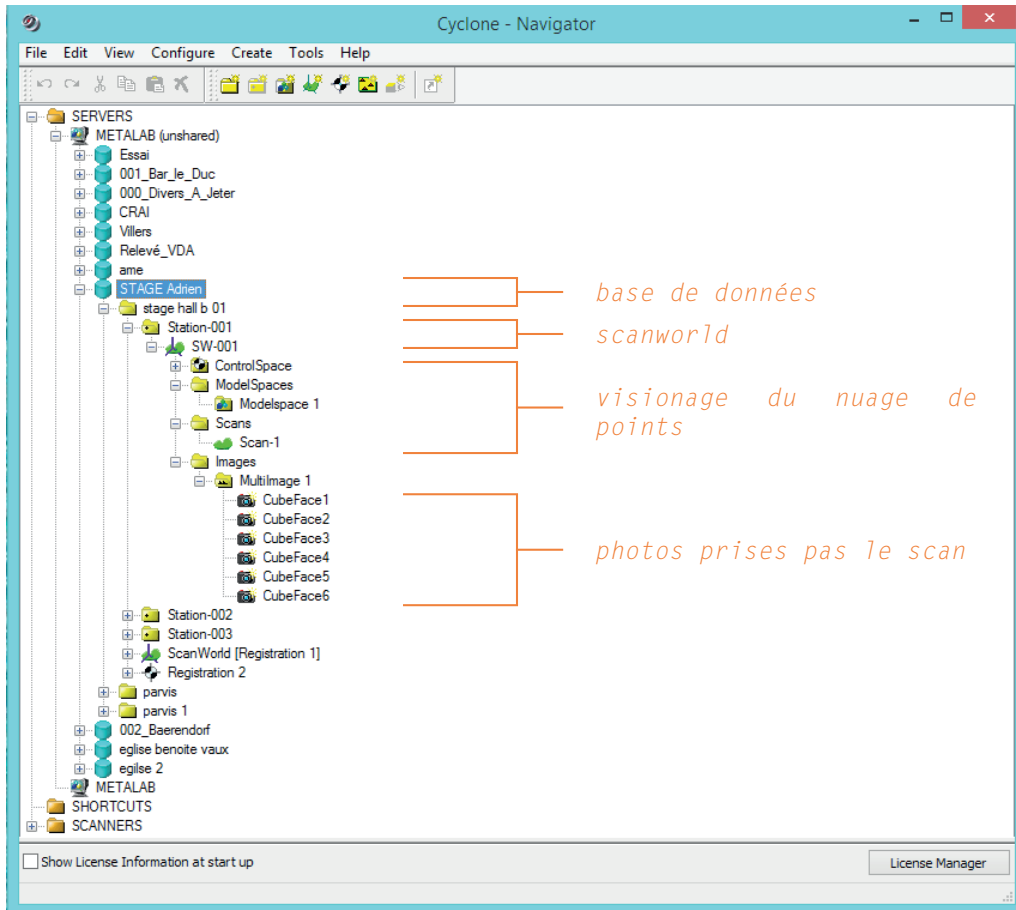 Cyclone - Navigator
File Edit View Configure Create Tools Help
SERVERS
METALAB (unshared)
Essai
001_Bar_le_Duc
000_Divers_A_Jeter
CRAI
Villers
Relevé_VDA
ame
STAGE Adrien
base de données
stage hall b 01
Station-001
scanworld
SW-001
ControlSpace
ModelSpaces
Modelspace 1
visionage du nuage de
points
Scans
Scan-1
Images
MultiImage 1
CubeFace1
CubeFace2
CubeFace3
CubeFace4
photos prises pas le scan
CubeFace5
CubeFace6
Station-002
Station-003
ScanWorld [Registration 1]
Registration 2
parvis
parvis 1
002_Baerendorf
eglise benoite vaux
egilse 2
METALAB
SHORTCUTS
SCANNERS
Show License Information at start up
License Manager